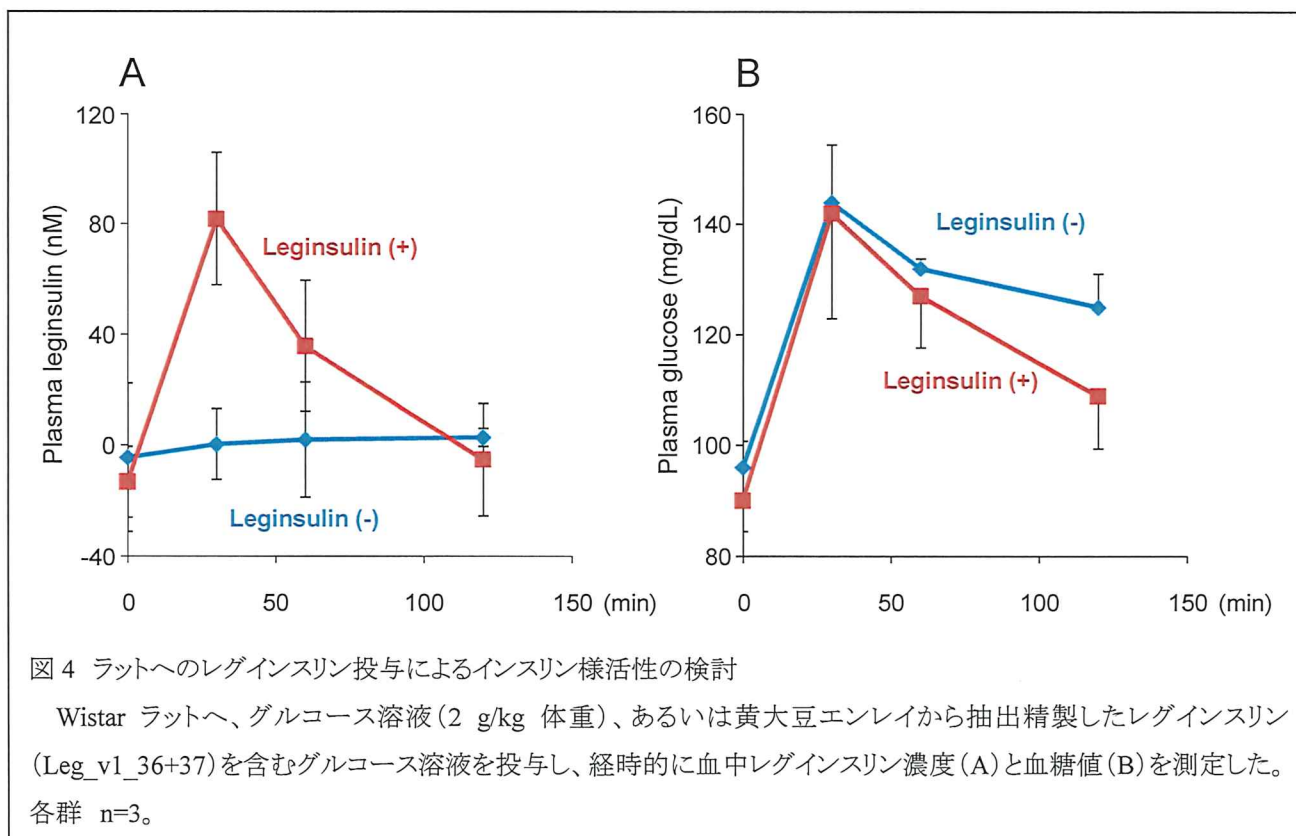 A
120
80
40
0
-40
Plasma leginsulin (nM)
Leginsulin (+)
Leginsulin (-)
0 50 100 150 (min)
B
160
140
120
100
80
Plasma glucose (mg/dL)
Leginsulin (-)
Leginsulin (+)
0 50 100 150 (min)
図 4 ラットへのレグインスリン投与によるインスリン様活性の検討
Wistar ラットへ、グルコース溶液(2 g/kg 体重)、あるいは黄大豆エンレイから抽出精製したレグインスリン
(Leg_v1_36+37)を含むグルコース溶液を投与し、経時的に血中レグインスリン濃度(A)と血糖値(B)を測定した。
各群 n=3。